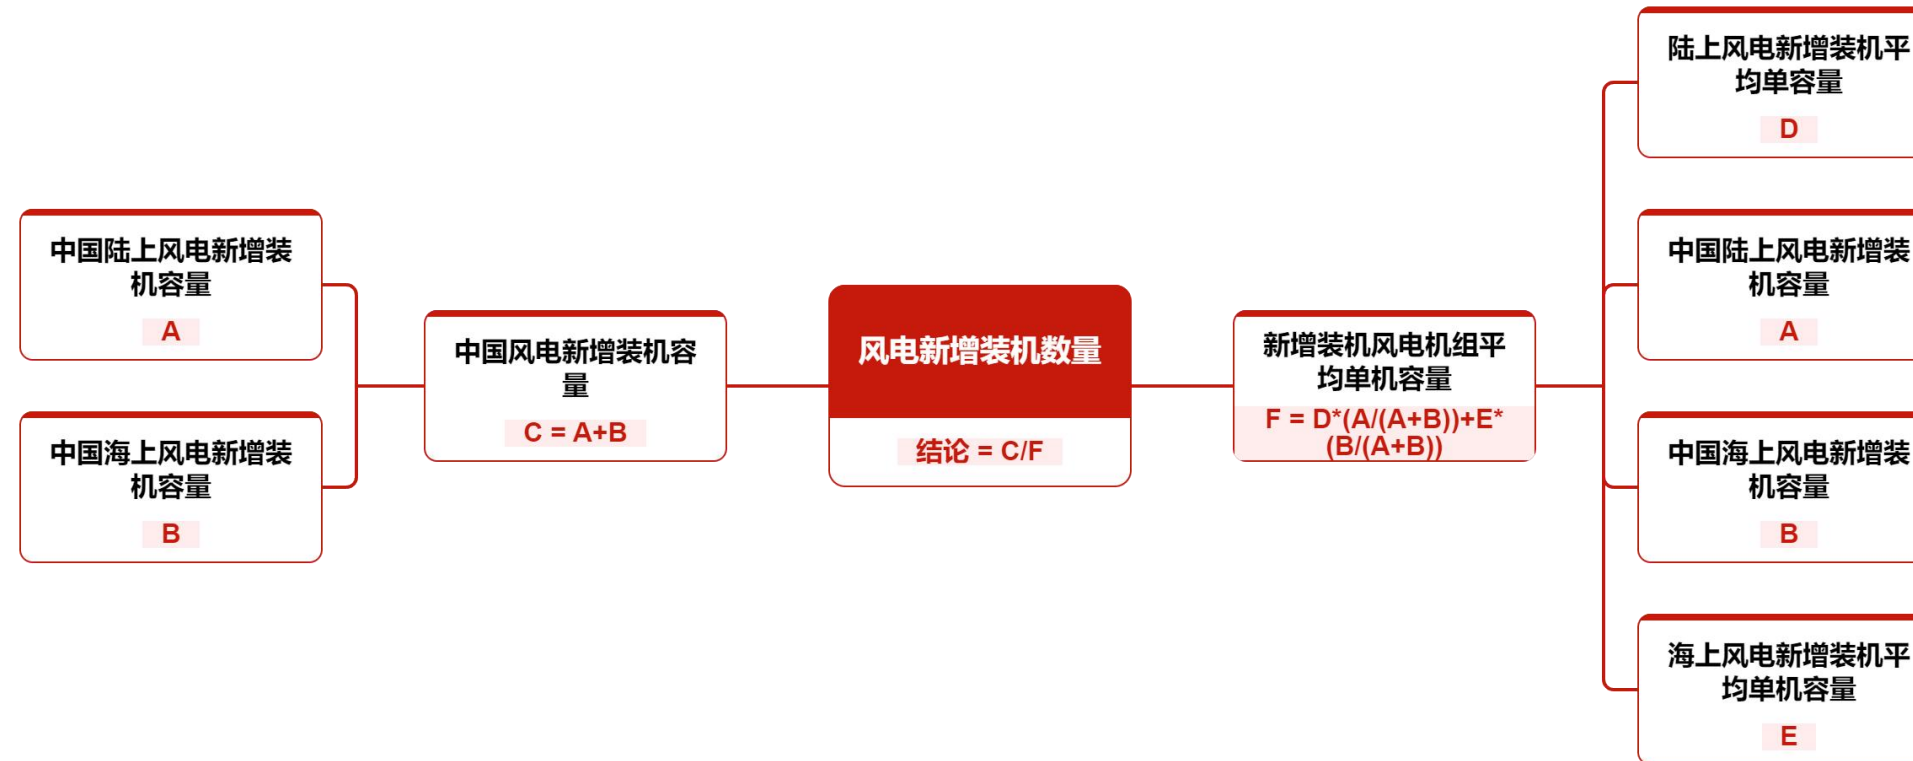 中国陆上风电新增装
机容量
A
中国海上风电新增装
机容量
B
中国风电新增装机容
量
C = A+B
风电新增装机数量
结论 = C/F
新增装机风电机组平
均单机容量
F = D*(A/(A+B))+E*
(B/(A+B))
陆上风电新增装机平
均单容量
D
中国陆上风电新增装
机容量
A
中国海上风电新增装
机容量
B
海上风电新增装机平
均单机容量
E